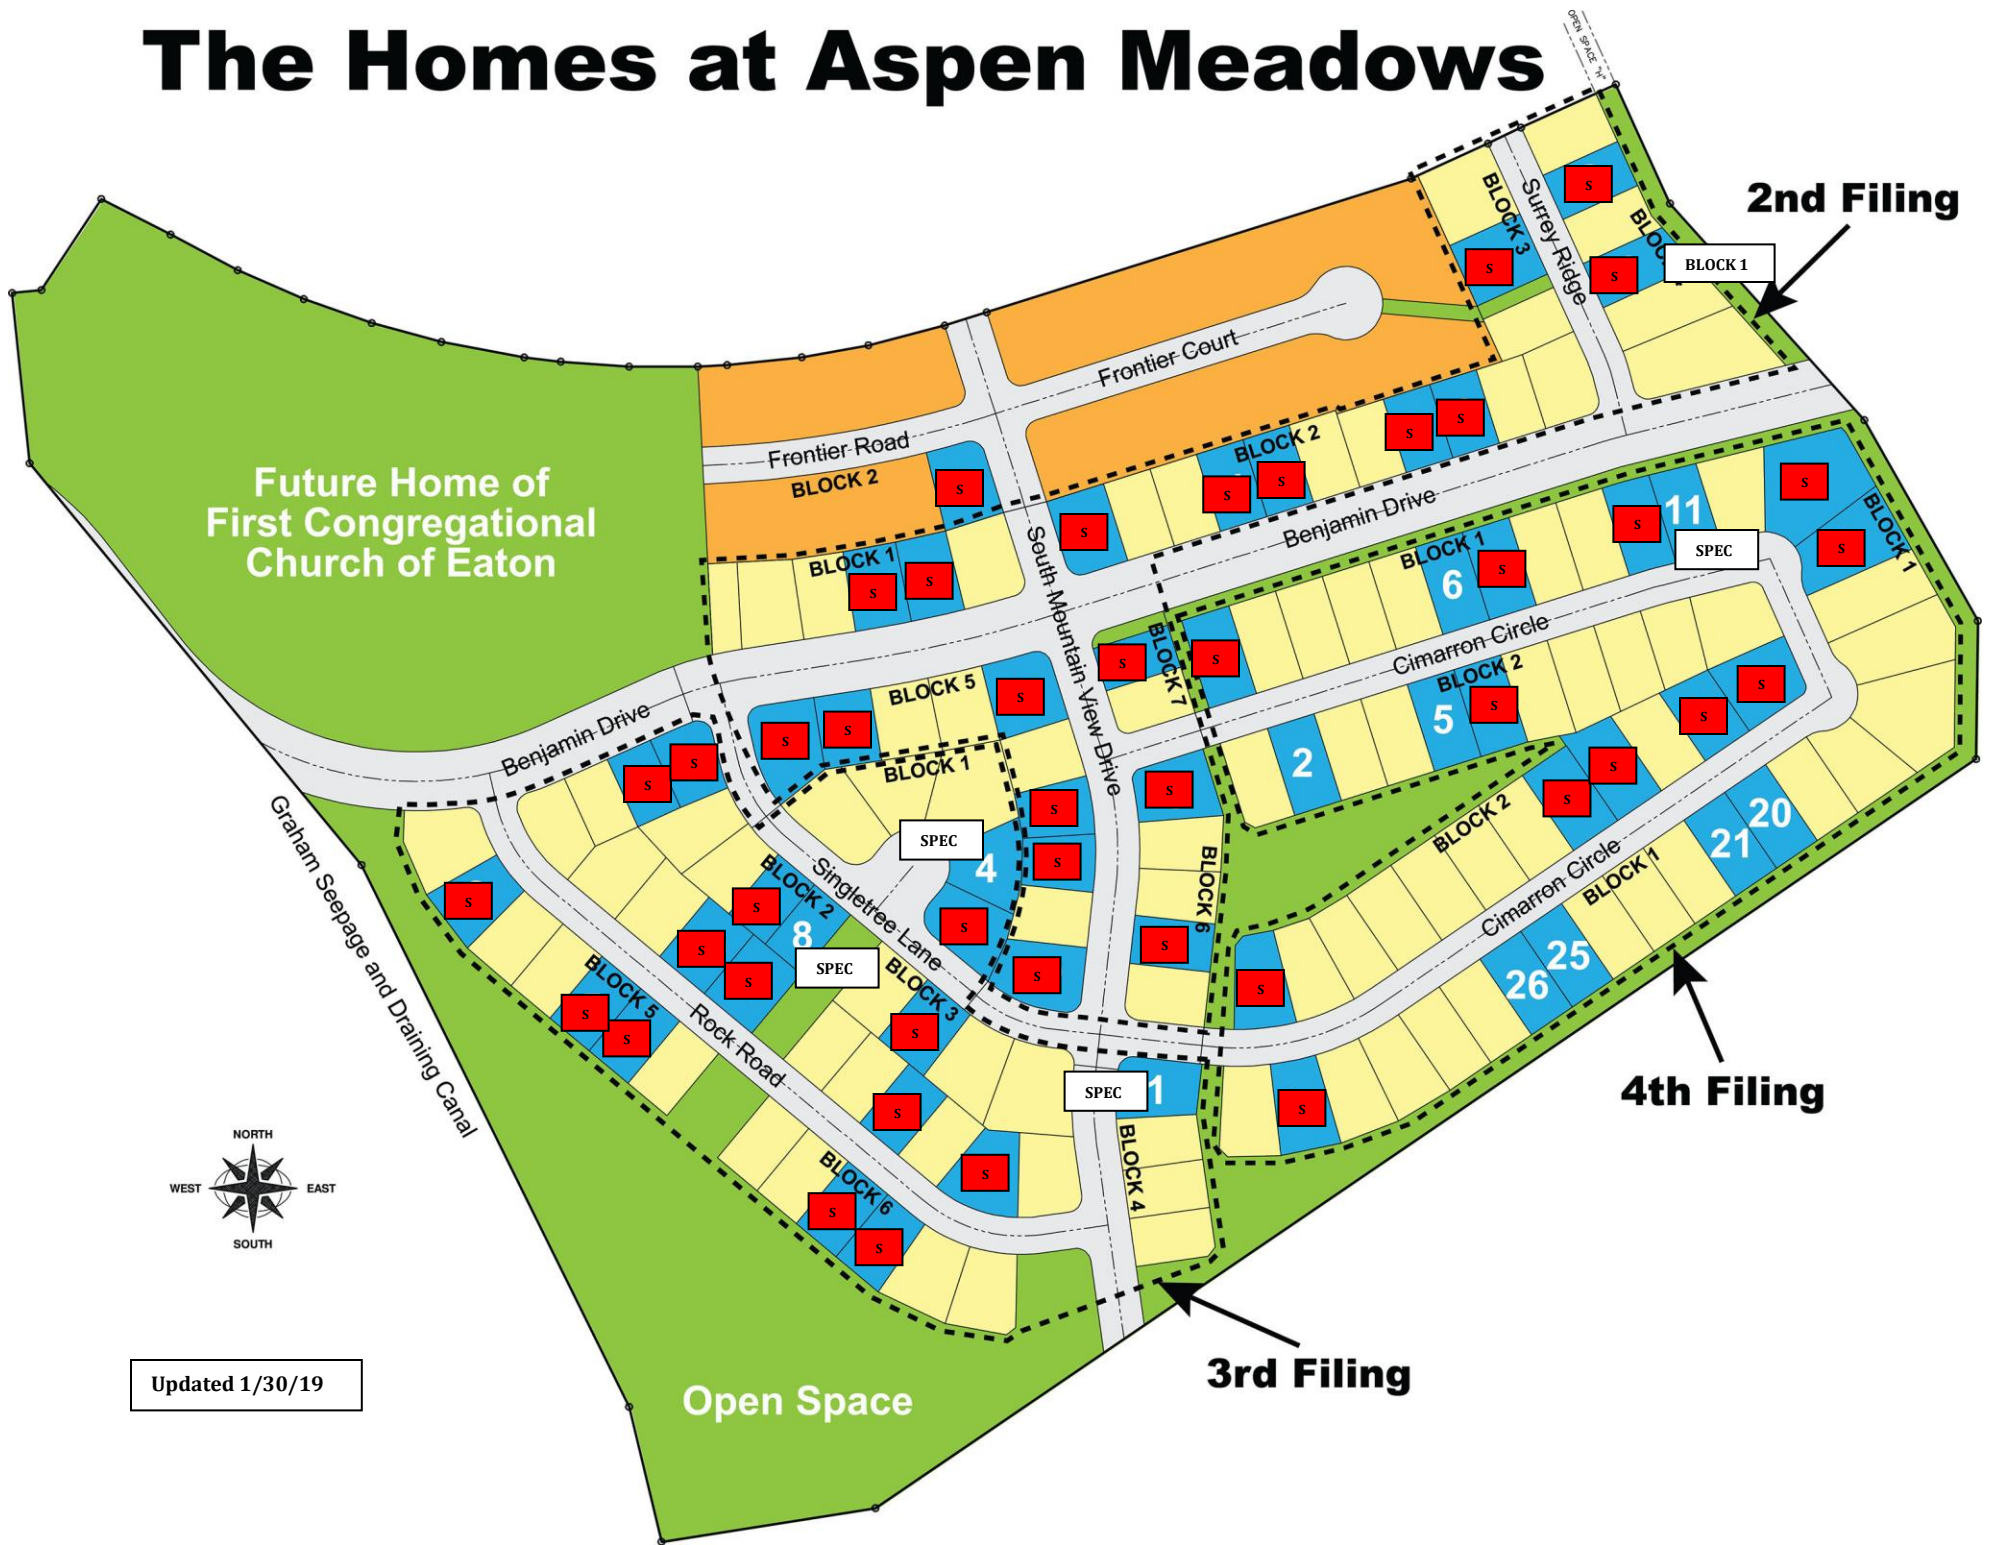 The Homes at Aspen Meadows
OPEN SPACE "H"
2nd Filing
BLOCK 3
Surrey Ridge
S
S
S
BLOCK 1
Frontier Court
Frontier Road
BLOCK 2
S
BLOCK 2
S
S
S
S
S
Benjamin Drive
Future Home of
First Congregational
Church of Eaton
BLOCK 1
S
S
South Mountain View Drive
BLOCK 1
6
S
S
11
SPEC
S
S
BLOCK 1
Cimarron Circle
BLOCK 2
5
S
2
S
BLOCK 7
S
BLOCK 5
S
S
S
Benjamin Drive
S
S
BLOCK 1
SPEC
4
S
S
S
S
S
BLOCK 6
S
Singletree Lane
BLOCK 2
S
8
SPEC
S
S
S
BLOCK 5
S
S
Rock Road
BLOCK 3
S
S
S
S
S
S
S
BLOCK 2
20
21
BLOCK 1
Cimarron Circle
25
26
S
S
4th Filing
SPEC
1
BLOCK 4
BLOCK 6
S
S
Graham Seepage and Draining Canal
NORTH
WEST
EAST
SOUTH
3rd Filing
Updated 1/30/19
Open Space